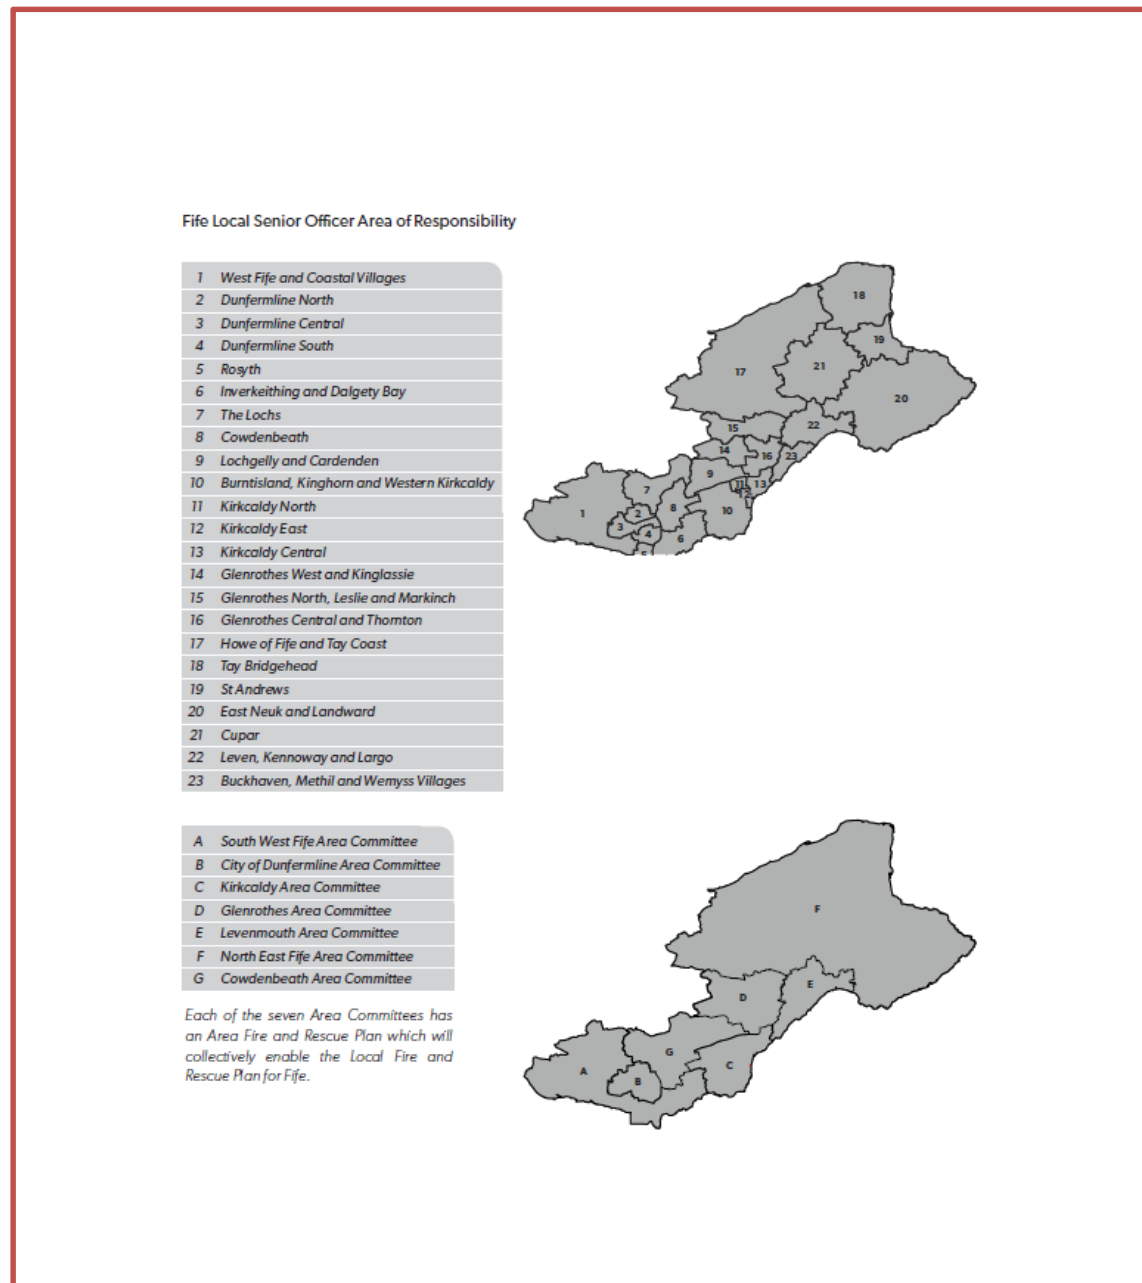 Fife Local Senior Officer Area of Responsibility
1 West Fife and Coastal Villages
2 Dunfermline North
3 Dunfermline Central
4 Dunfermline South
5 Rosyth
6 Inverkeithing and Dalgety Bay
7 The Lochs
8 Cowdenbeath
9 Lochgelly and Cardenden
10 Burntisland, Kinghorn and Western Kirkcaldy
11 Kirkcaldy North
12 Kirkcaldy East
13 Kirkcaldy Central
14 Glenrothes West and Kinglassie
15 Glenrothes North, Leslie and Markinch
16 Glenrothes Central and Thornton
17 Howe of Fife and Tay Coast
18 Tay Bridgehead
19 St Andrews
20 East Neuk and Landward
21 Cupar
22 Leven, Kennoway and Largo
23 Buckhaven, Methil and Wemyss Villages
18
19
21
17
20
22
15
14
16
23
9
7
11
13
12
1
2
8
10
3
4
6
5
A South West Fife Area Committee
B City of Dunfermline Area Committee
C Kirkcaldy Area Committee
D Glenrothes Area Committee
E Levenmouth Area Committee
F North East Fife Area Committee
G Cowdenbeath Area Committee
Each of the seven Area Committees has
an Area Fire and Rescue Plan which will
collectively enable the Local Fire and
Rescue Plan for Fife.
F
E
D
G
C
A
B